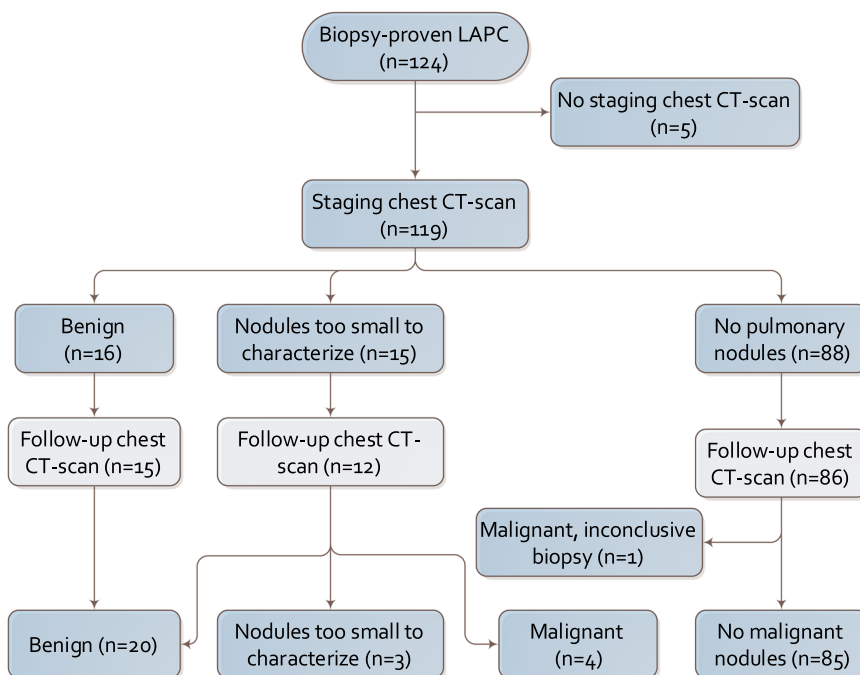 Biopsy-proven LAPC
(n=124)
No staging chest CT-scan
(n=5)
Staging chest CT-scan
(n=119)
Benign
(n=16)
Nodules too small to
characterize (n=15)
No pulmonary
nodules (n=88)
Follow-up chest
CT-scan (n=15)
Follow-up chest CT-
scan (n=12)
Follow-up chest
CT-scan (n=86)
Malignant, inconclusive
biopsy (n=1)
Benign (n=20)
Nodules too small to
characterize (n=3)
Malignant
(n=4)
No malignant
nodules (n=85)